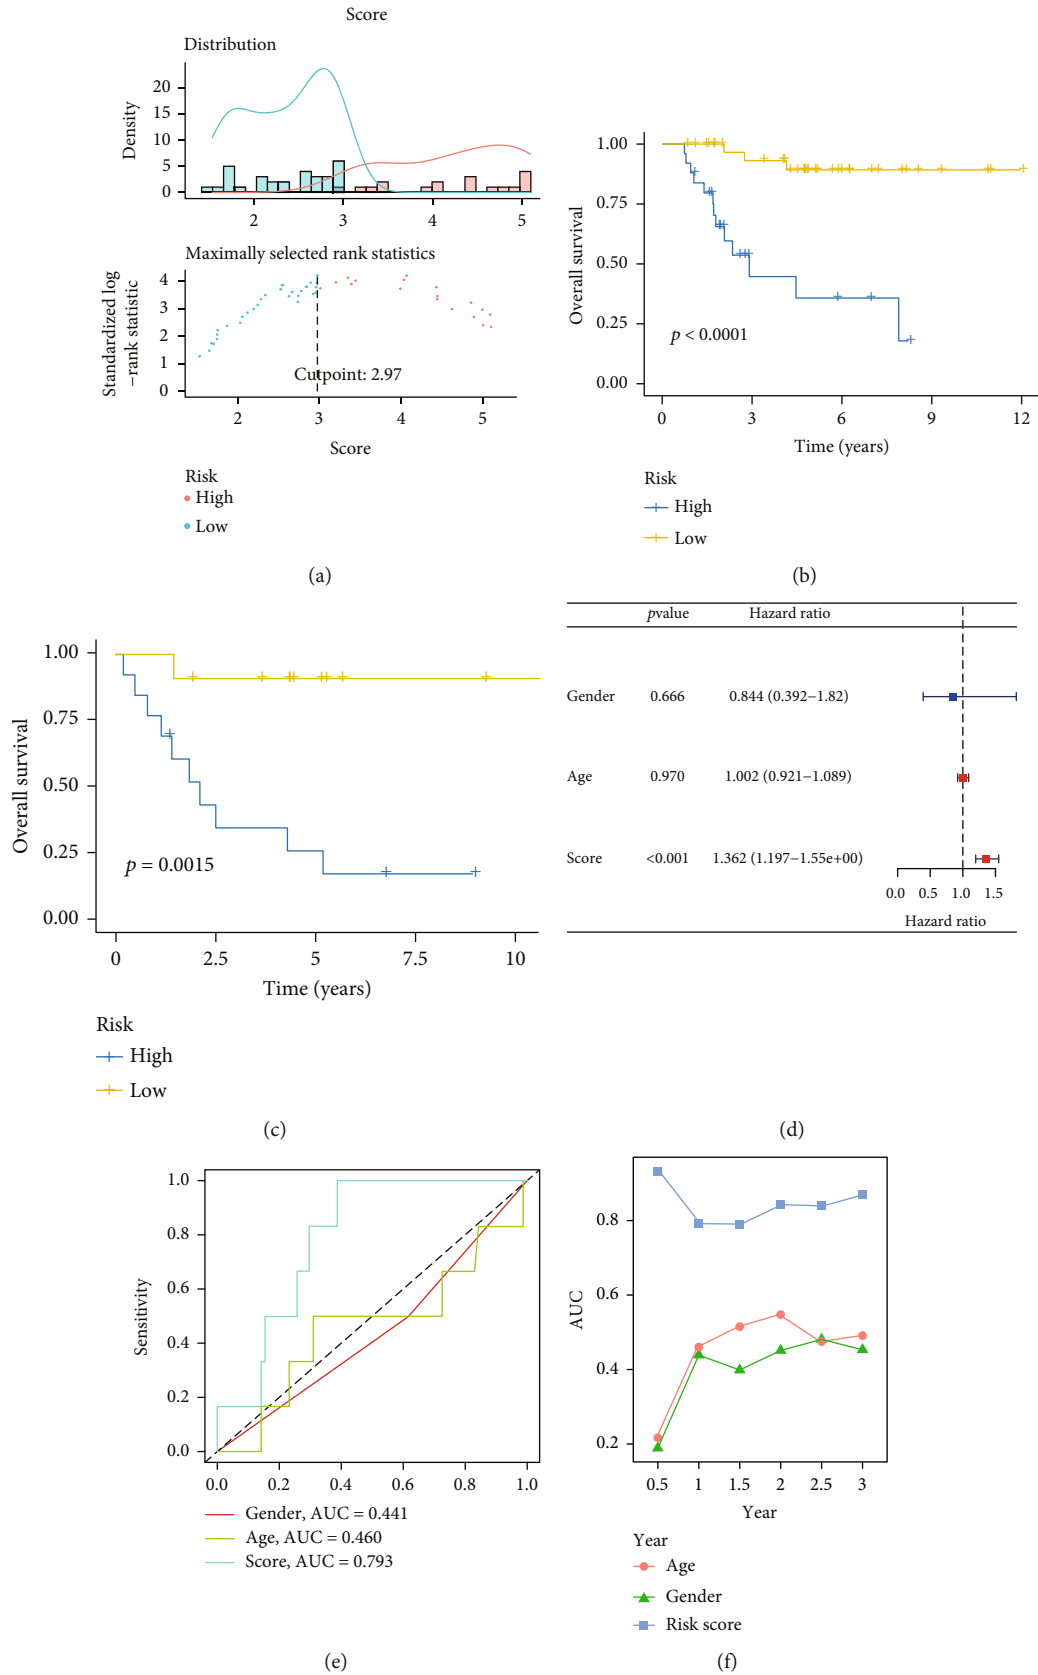 Score
Distribution
Density
20
15
10
5
0
2 3 4 5
Maximally selected rank statistics
Standardized log
–rank statistic
4
3
2
1
0
Cutpoint: 2.97
2 3 4 5
Score
Risk
High
Low
(a)
Overall survival
1.00
0.75
0.50
0.25
0.00
p < 0.0001
0 3 6 9 12
Time (years)
Risk
High
Low
(b)
Overall survival
1.00
0.75
0.50
0.25
0.00
p = 0.0015
0 2.5 5 7.5 10
Time (years)
Risk
High
Low
(c)
pvalue Hazard ratio
Gender 0.666 0.844 (0.392–1.82)
Age 0.970 1.002 (0.921–1.089)
Score <0.001 1.362 (1.197–1.55e+00)
0.0 0.5 1.0 1.5
Hazard ratio
(d)
Sensitivity
1.0
0.8
0.6
0.4
0.2
0.0
0.0 0.2 0.4 0.6 0.8 1.0
Gender, AUC = 0.441
Age, AUC = 0.460
Score, AUC = 0.793
(e)
AUC
0.8
0.6
0.4
0.2
0.5 1 1.5 2 2.5 3
Year
Year
Age
Gender
Risk score
(f)